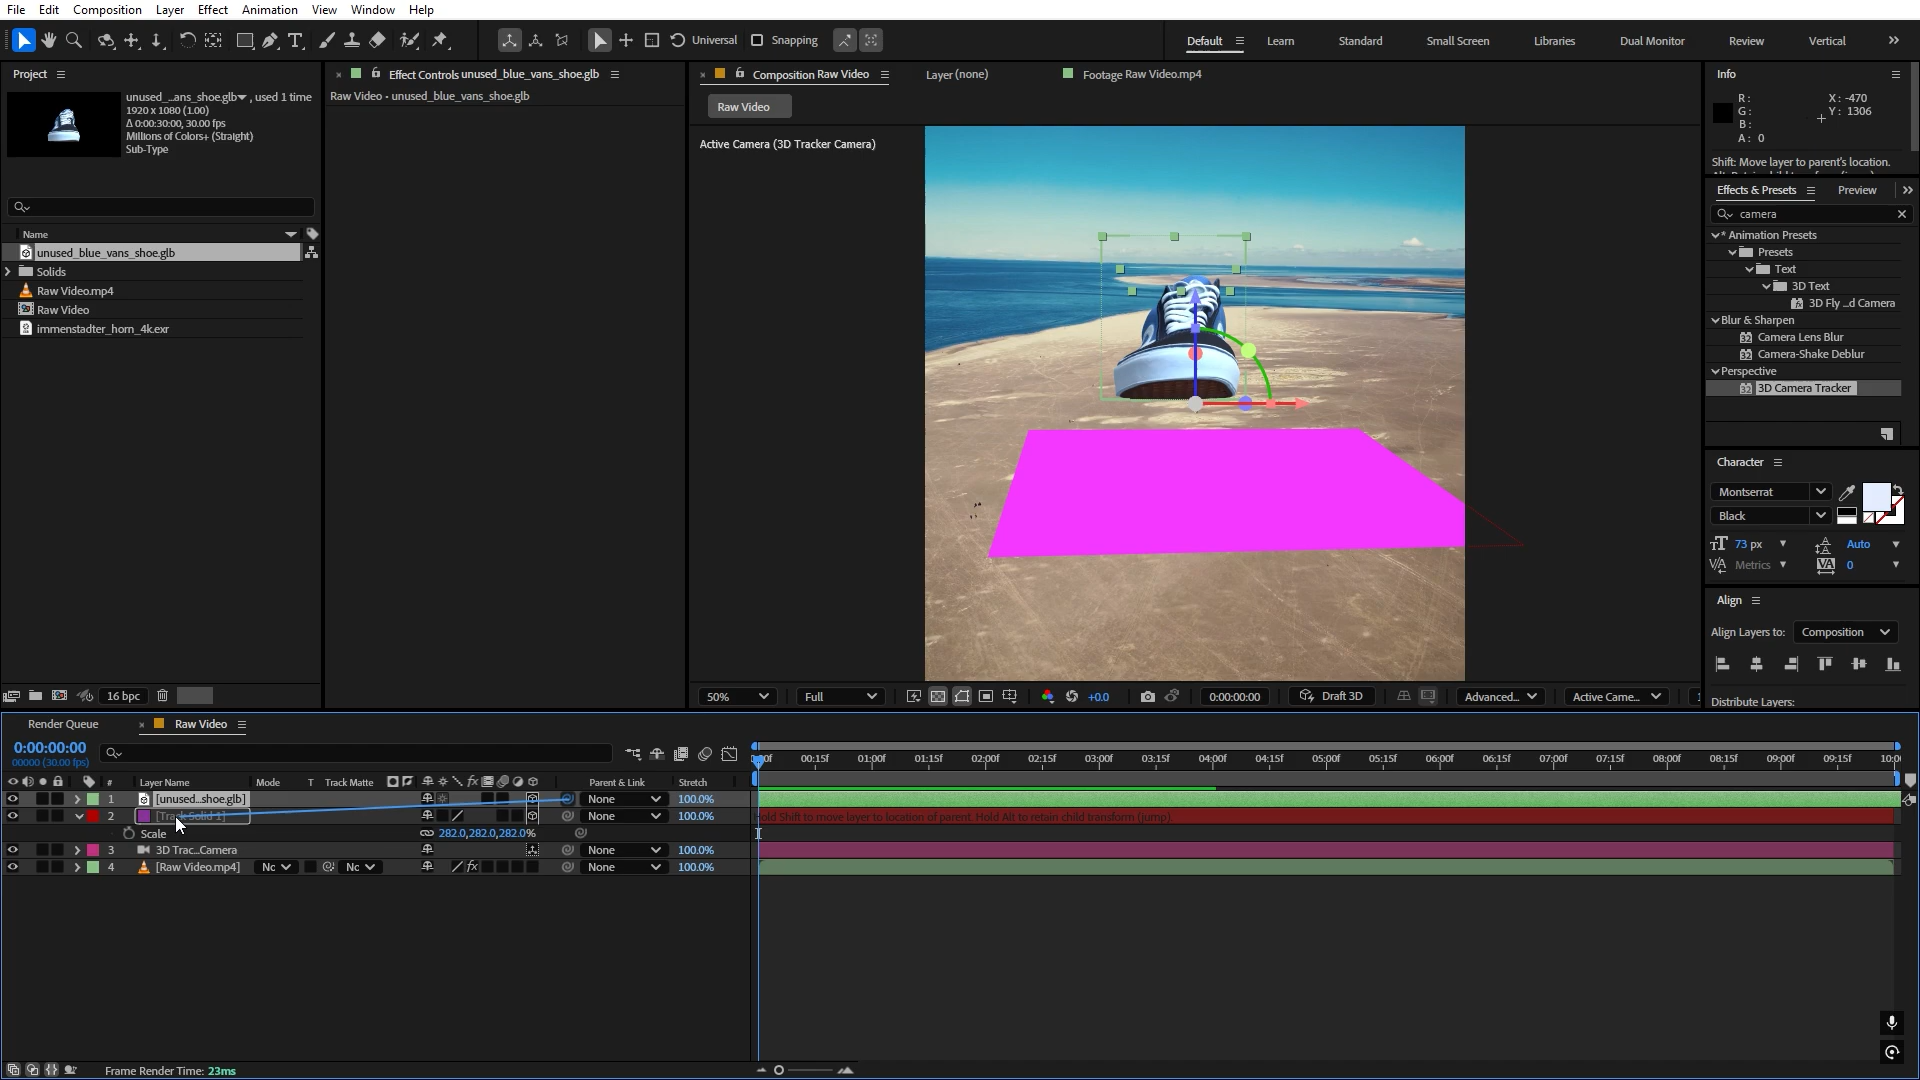 File Edit Composition Layer Effect Animation View Window Help
Universal Snapping Default Learn Standard Small Screen Libraries Dual Monitor Review Vertical
Project
unused_...ans_shoe.glb , used 1 time
1920 x 1080 (1.00)
Δ 0:00:30:00, 30.00 fps
Millions of Colors+ (Straight)
Sub-Type
Name
unused_blue_vans_shoe.glb
Solids
Raw Video.mp4
Raw Video
immenstadter_horn_4k.exr
16 bpc
Effect Controls unused_blue_vans_shoe.glb
Raw Video - unused_blue_vans_shoe.glb
Composition Raw Video Layer (none) Footage Raw Video.mp4
Raw Video
Active Camera (3D Tracker Camera)
50% Full +0.0 0:00:00:00 Draft 3D Advanced... Active Came...
Info
R: X: -470
G: Y: 1306
B:
A: 0
Shift: Move layer to parent's location.
Effects & Presets Preview
camera
* Animation Presets
Presets
Text
3D Text
3D Fly ...d Camera
Blur & Sharpen
Camera Lens Blur
Camera-Shake Deblur
Perspective
3D Camera Tracker
Character
Montserrat
Black
73 px Auto
Metrics 0
Align
Align Layers to: Composition
Distribute Layers:
Render Queue Raw Video
0:00:00:00
00000 (30.00 fps)
# Layer Name Mode T Track Matte Parent & Link Stretch
1 [unused...shoe.glb] None 100.0%
2 [Track Solid 1] None 100.0%
Scale 282.0,282.0,282.0%
3 3D Trac...Camera None 100.0%
4 [Raw Video.mp4] Nc Nc None 100.0%
00:15f 01:00f 01:15f 02:00f 02:15f 03:00f 03:15f 04:00f 04:15f 05:00f 05:15f 06:00f 06:15f 07:00f 07:15f 08:00f 08:15f 09:00f 09:15f 10:0
Hold Shift to move layer to location of parent. Hold Alt to retain child transform (jump).
Frame Render Time: 23ms